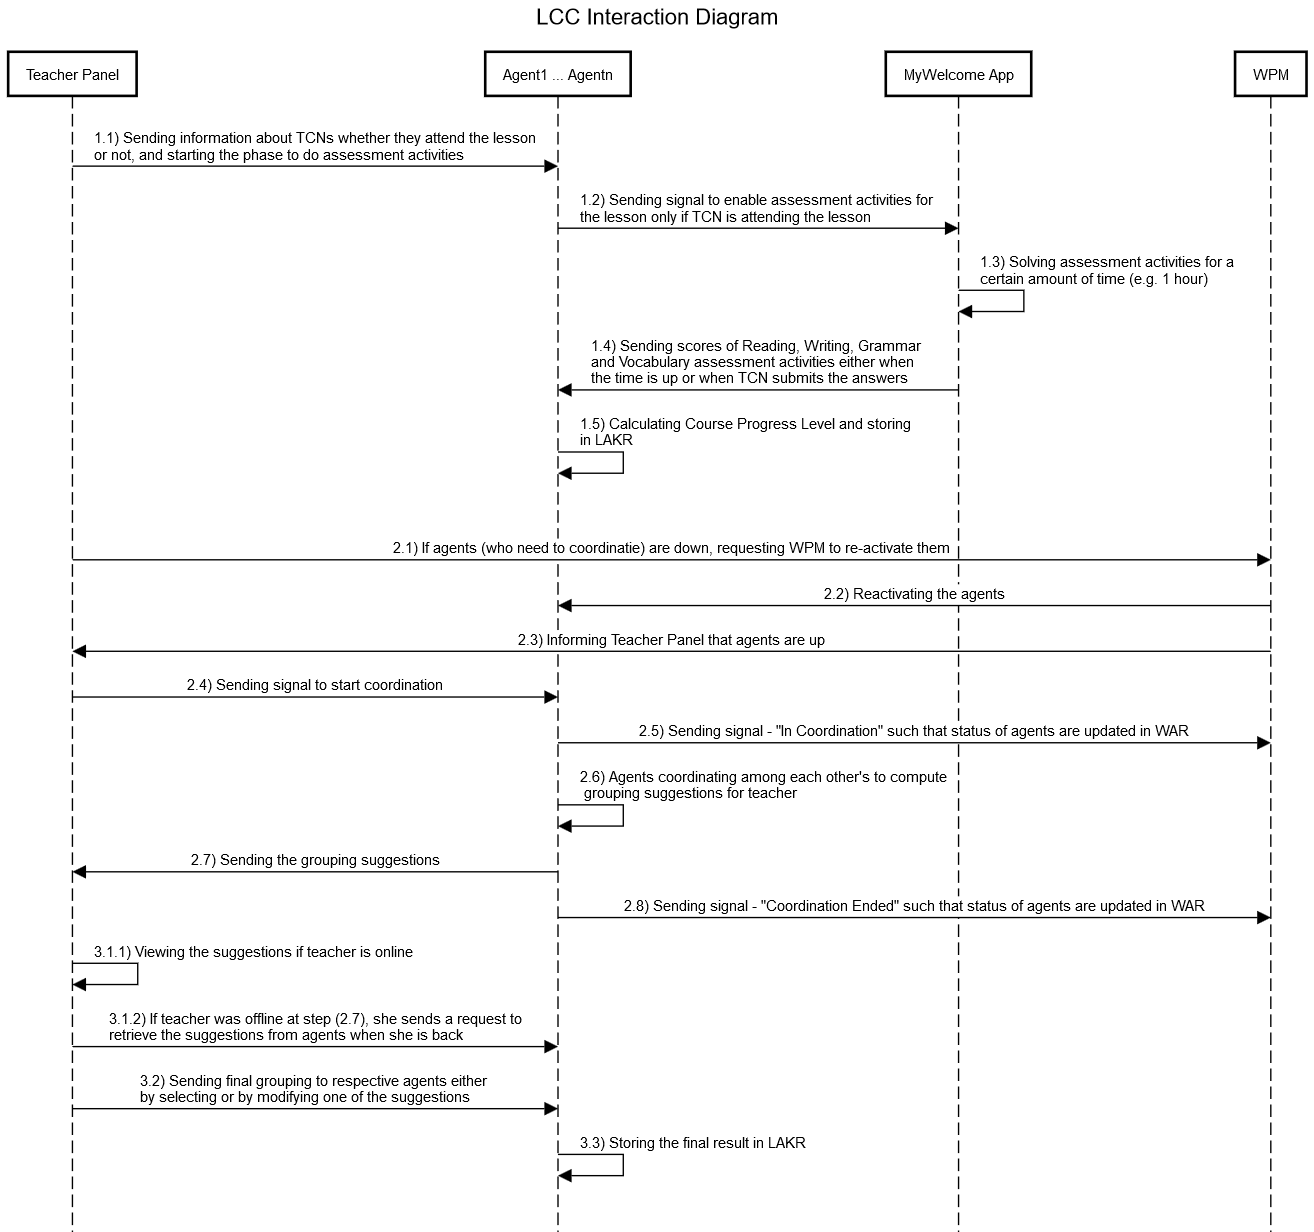 LCC Interaction Diagram
Teacher Panel
Agent1 ... Agentn
MyWelcome App
WPM
1.1) Sending information about TCNs whether they attend the lesson
or not, and starting the phase to do assessment activities
1.2) Sending signal to enable assessment activities for
the lesson only if TCN is attending the lesson
1.3) Solving assessment activities for a
certain amount of time (e.g. 1 hour)
1.4) Sending scores of Reading, Writing, Grammar
and Vocabulary assessment activities either when
the time is up or when TCN submits the answers
1.5) Calculating Course Progress Level and storing
in LAKR
2.1) If agents (who need to coordinatie) are down, requesting WPM to re-activate them
2.2) Reactivating the agents
2.3) Informing Teacher Panel that agents are up
2.4) Sending signal to start coordination
2.5) Sending signal - "In Coordination" such that status of agents are updated in WAR
2.6) Agents coordinating among each other's to compute
grouping suggestions for teacher
2.7) Sending the grouping suggestions
2.8) Sending signal - "Coordination Ended" such that status of agents are updated in WAR
3.1.1) Viewing the suggestions if teacher is online
3.1.2) If teacher was offline at step (2.7), she sends a request to
retrieve the suggestions from agents when she is back
3.2) Sending final grouping to respective agents either
by selecting or by modifying one of the suggestions
3.3) Storing the final result in LAKR